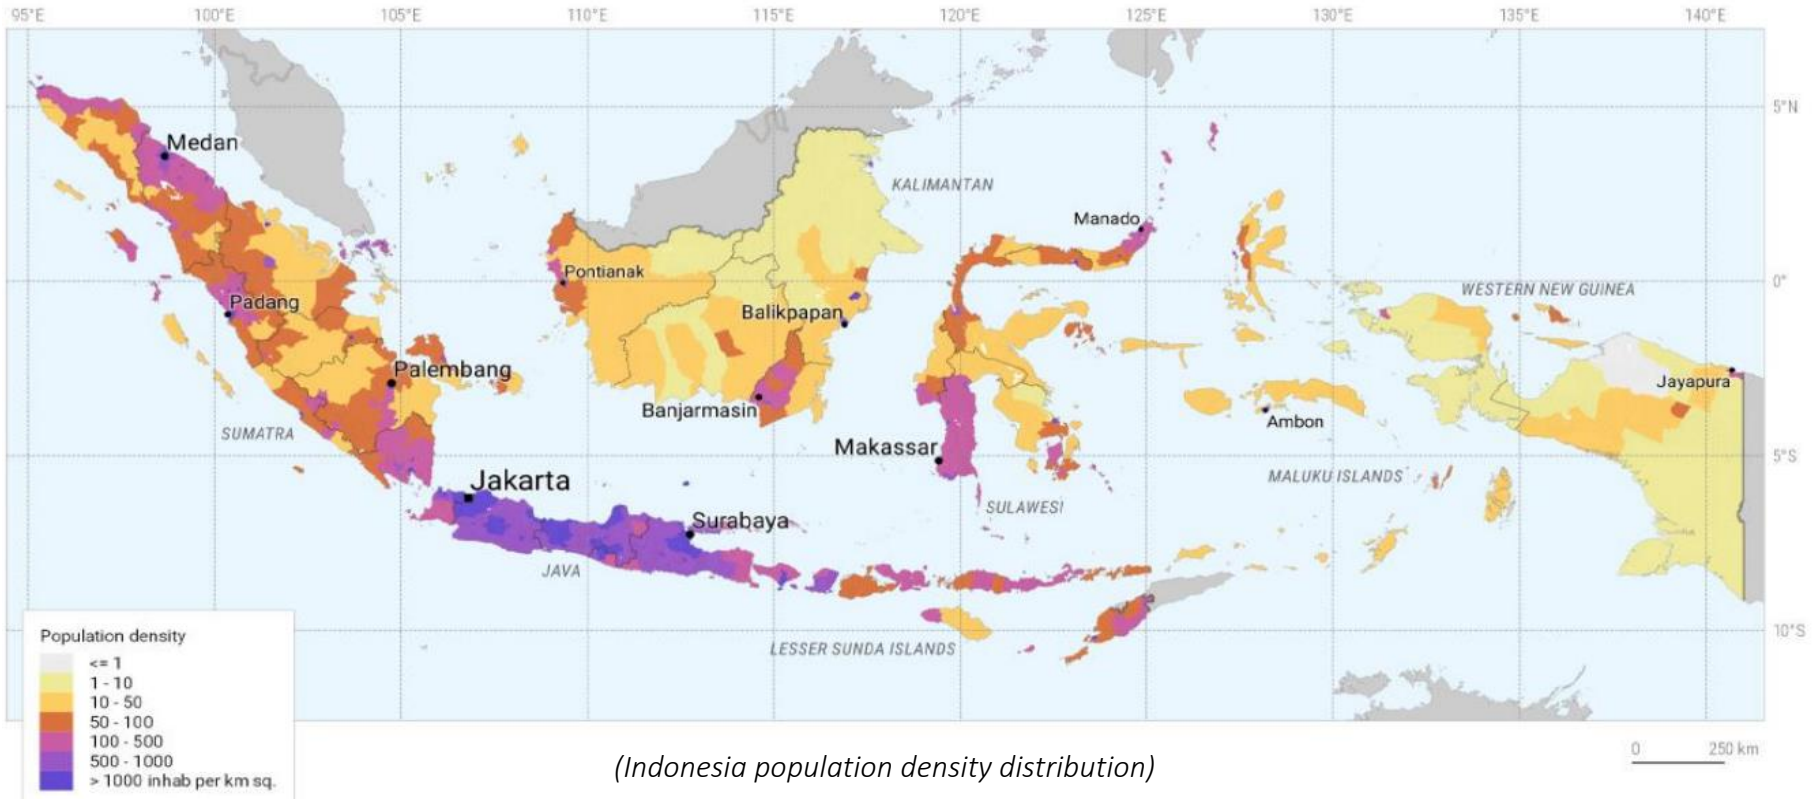 95°E 100°E 105°E 110°E 115°E 120°E 125°E 130°E 135°E 140°E
5°N
Medan
KALIMANTAN
Manado
Pontianak
0°
WESTERN NEW GUINEA
Padang
Balikpapan
Palembang
Jayapura
Banjarmasin
Ambon
SUMATRA
Makassar
5°S
MALUKU ISLANDS
Jakarta
SULAWESI
Surabaya
JAVA
10°S
LESSER SUNDA ISLANDS
Population density
<= 1
1 - 10
10 - 50
50 - 100
100 - 500
500 - 1000
> 1000 inhab per km sq.
0 250 km
(Indonesia population density distribution)